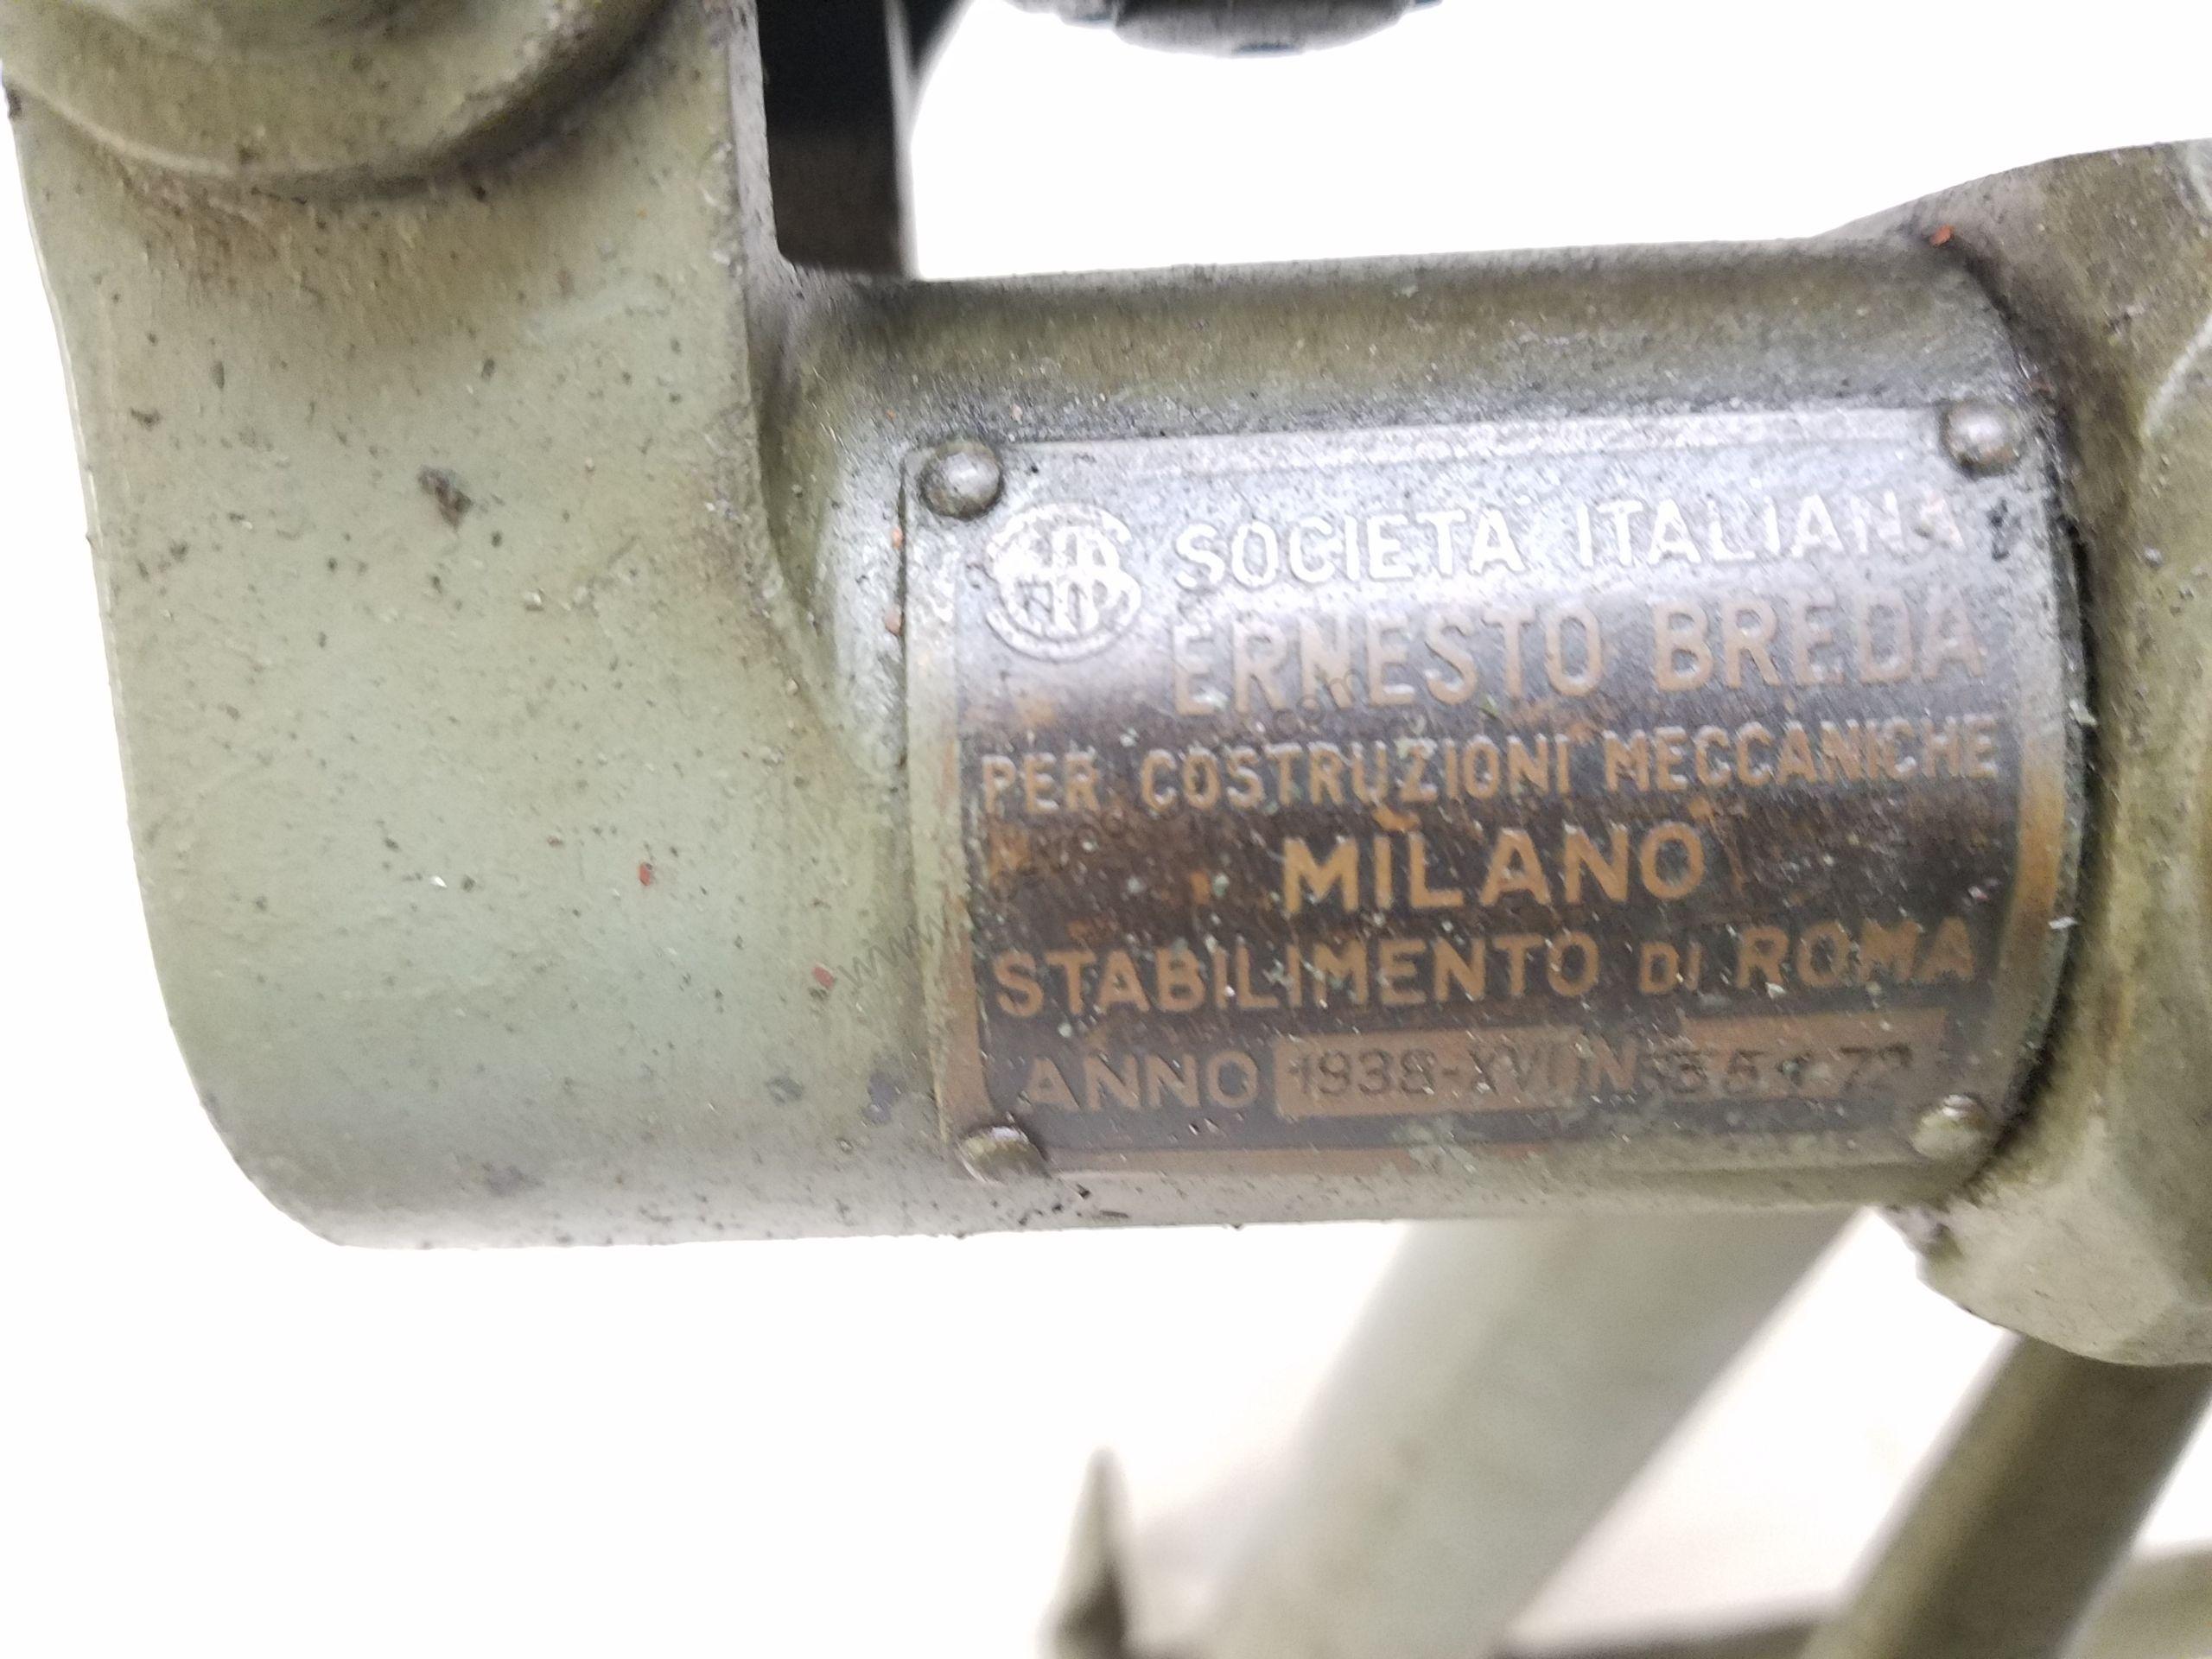 SOCIETA ITALIANA
ERNESTO BREDA
PER COSTRUZIONI MECCANICHE
MILANO
STABILIMENTO DI ROMA
ANNO 1938-XVI N